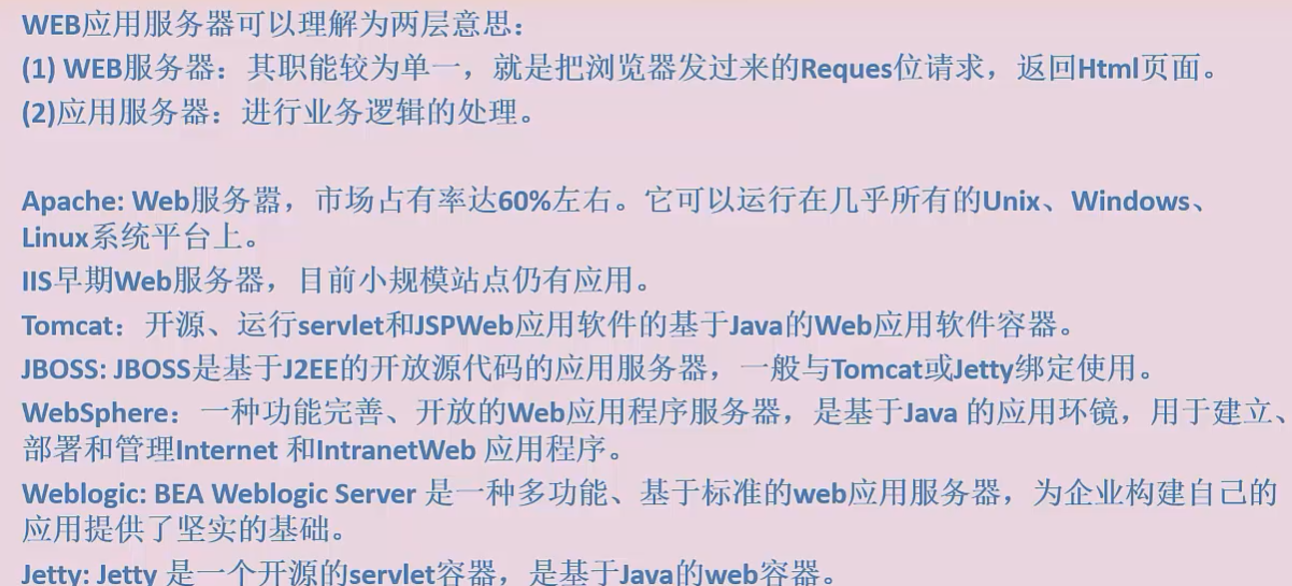 WEB应用服务器可以理解为两层意思：
(1) WEB服务器：其职能较为单一，就是把浏览器发过来的Reques位请求，返回Html页面。
(2)应用服务器：进行业务逻辑的处理。
Apache: Web服务器，市场占有率达60%左右。它可以运行在几乎所有的Unix、Windows、
Linux系统平台上。
IIS早期Web服务器，目前小规模站点仍有应用。
Tomcat：开源、运行servlet和JSPWeb应用软件的基于Java的Web应用软件容器。
JBOSS: JBOSS是基于J2EE的开放源代码的应用服务器，一般与Tomcat或Jetty绑定使用。
WebSphere：一种功能完善、开放的Web应用程序服务器，是基于Java 的应用环镜，用于建立、
部署和管理Internet 和IntranetWeb 应用程序。
Weblogic: BEA Weblogic Server 是一种多功能、基于标准的web应用服务器，为企业构建自己的
应用提供了坚实的基础。
Jetty: Jetty 是一个开源的servlet容器，是基于Java的web容器。